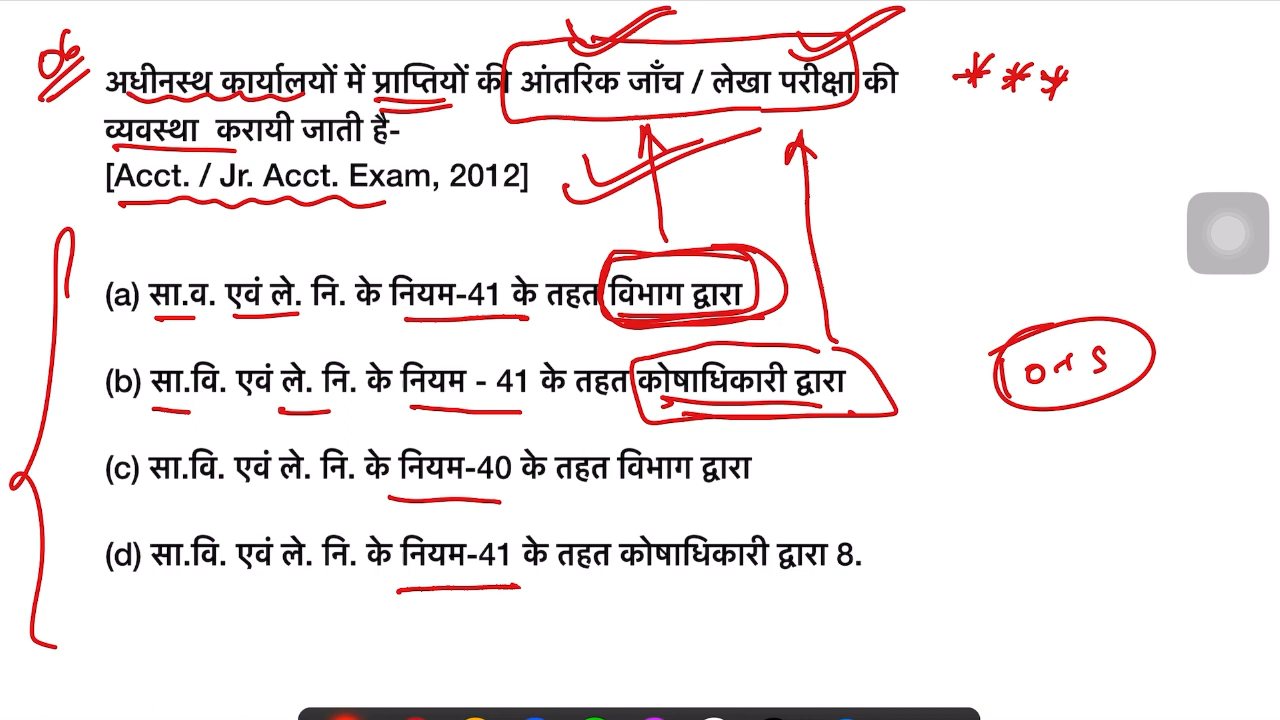 06
अधीनस्थ कार्यालयों में प्राप्तियों की आंतरिक जाँच / लेखा परीक्षा की
व्यवस्था करायी जाती है-
[Acct. / Jr. Acct. Exam, 2012]
(a) सा.व. एवं ले. नि. के नियम-41 के तहत विभाग द्वारा
(b) सा.वि. एवं ले. नि. के नियम - 41 के तहत कोषाधिकारी द्वारा
(c) सा.वि. एवं ले. नि. के नियम-40 के तहत विभाग द्वारा
(d) सा.वि. एवं ले. नि. के नियम-41 के तहत कोषाधिकारी द्वारा 8.